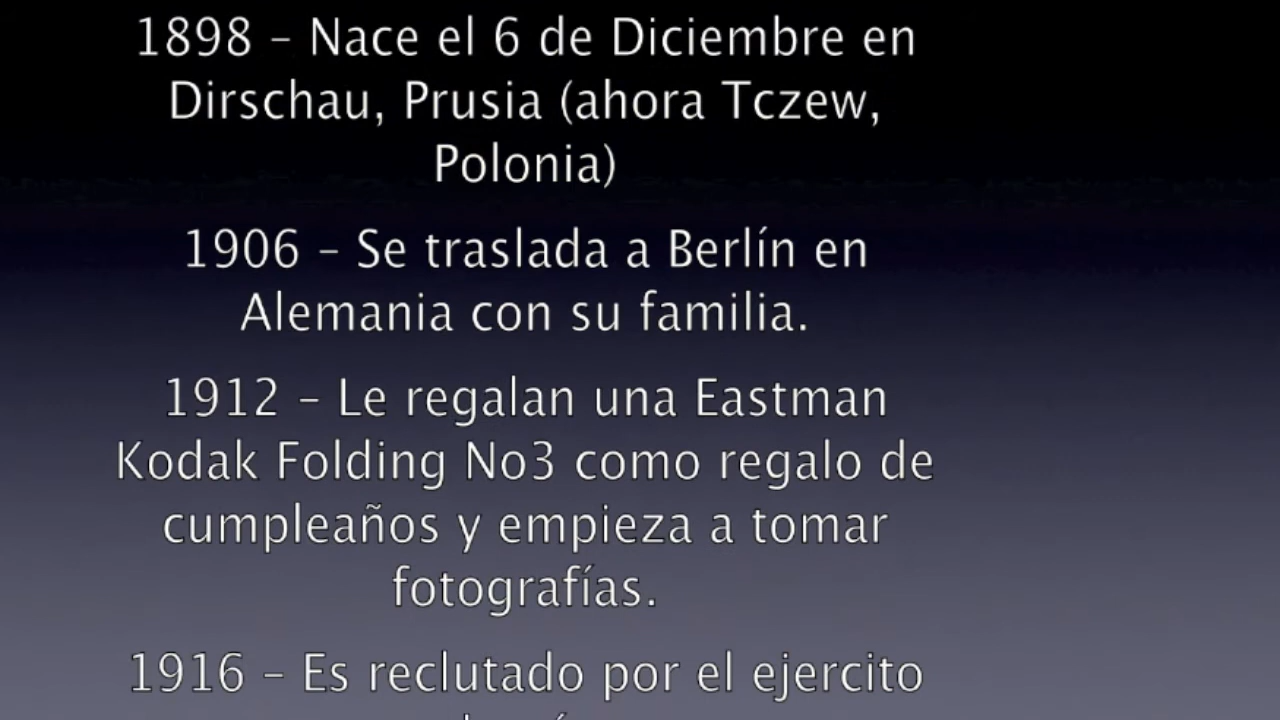 1898 – Nace el 6 de Diciembre en
Dirschau, Prusia (ahora Tczew,
Polonia)
1906 – Se traslada a Berlín en
Alemania con su familia.
1912 – Le regalan una Eastman
Kodak Folding No3 como regalo de
cumpleaños y empieza a tomar
fotografías.
1916 – Es reclutado por el ejercito